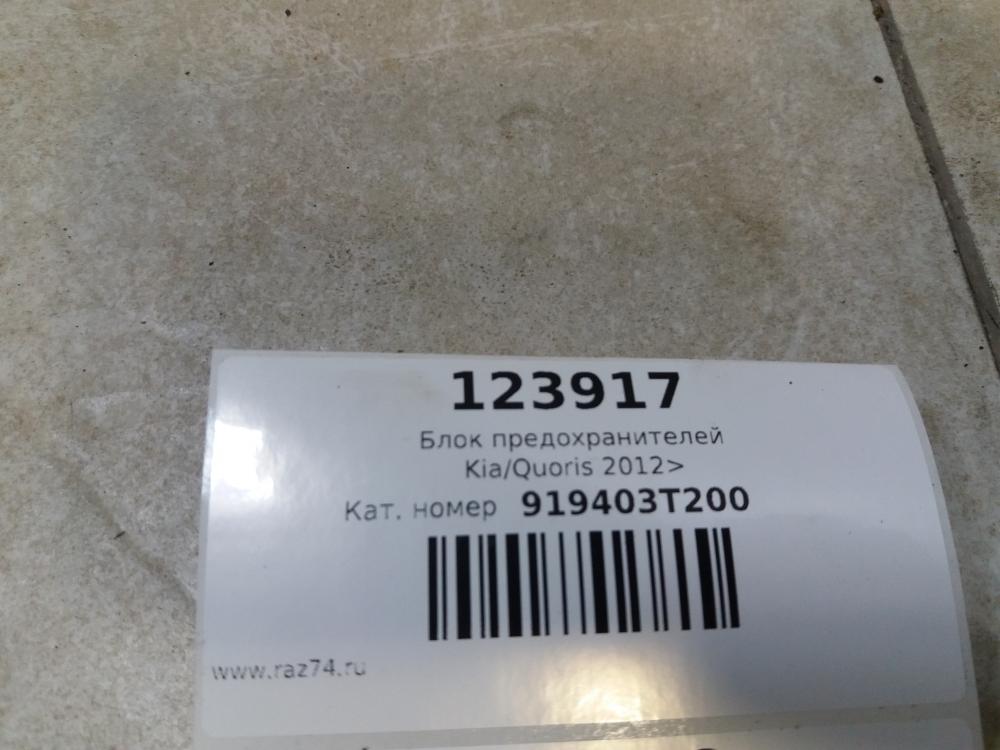 123917
Блок предохранителей
Kia/Quoris 2012>
Кат. номер 919403T200
www.raz74.ru